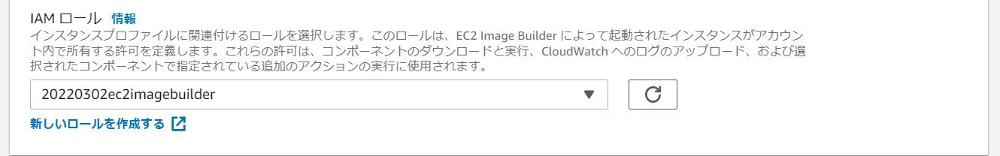 IAM ロール 情報
インスタンスプロファイルに関連付けるロールを選択します。このロールは、EC2 Image Builder によって起動されたインスタンスがアカウン
ト内で所有する許可を定義します。これらの許可は、コンポーネントのダウンロードと実行、CloudWatch へのログのアップロード、および選
択されたコンポーネントで指定されている追加のアクションの実行に使用されます。
20220302ec2imagebuilder
新しいロールを作成する